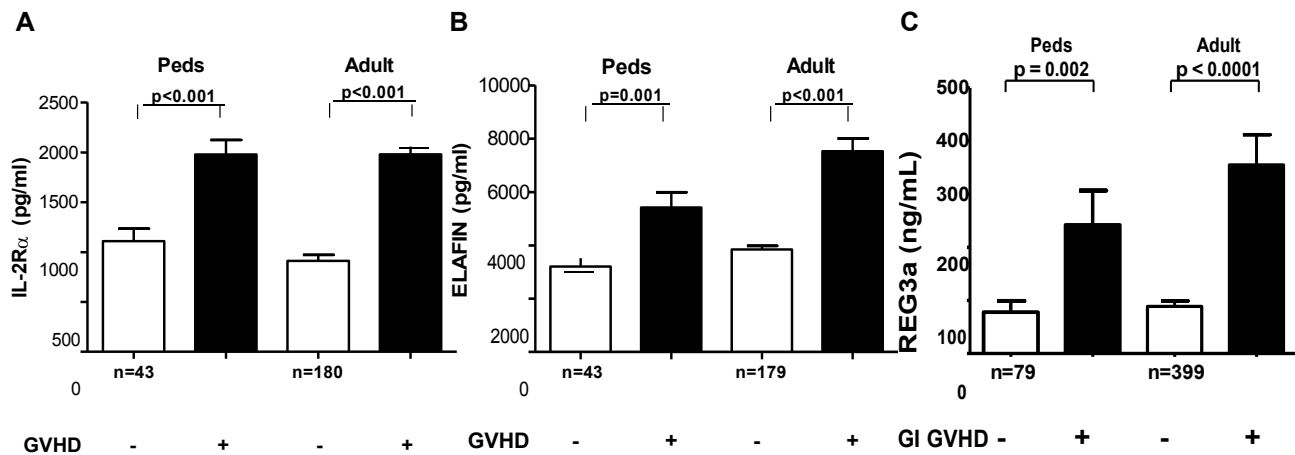 A
Peds Adult
p<0.001 p<0.001
IL-2Rα (pg/ml)
2500
2000
1500
1000
500
0
n=43 n=180
GVHD - + - +
B
Peds Adult
p=0.001 p<0.001
ELAFIN (pg/ml)
10000
8000
6000
4000
2000
0
n=43 n=179
- + - +
C
Peds Adult
p = 0.002 p < 0.0001
REG3a (ng/mL)
500
400
300
200
100
0
n=79 n=399
GI GVHD - + - +